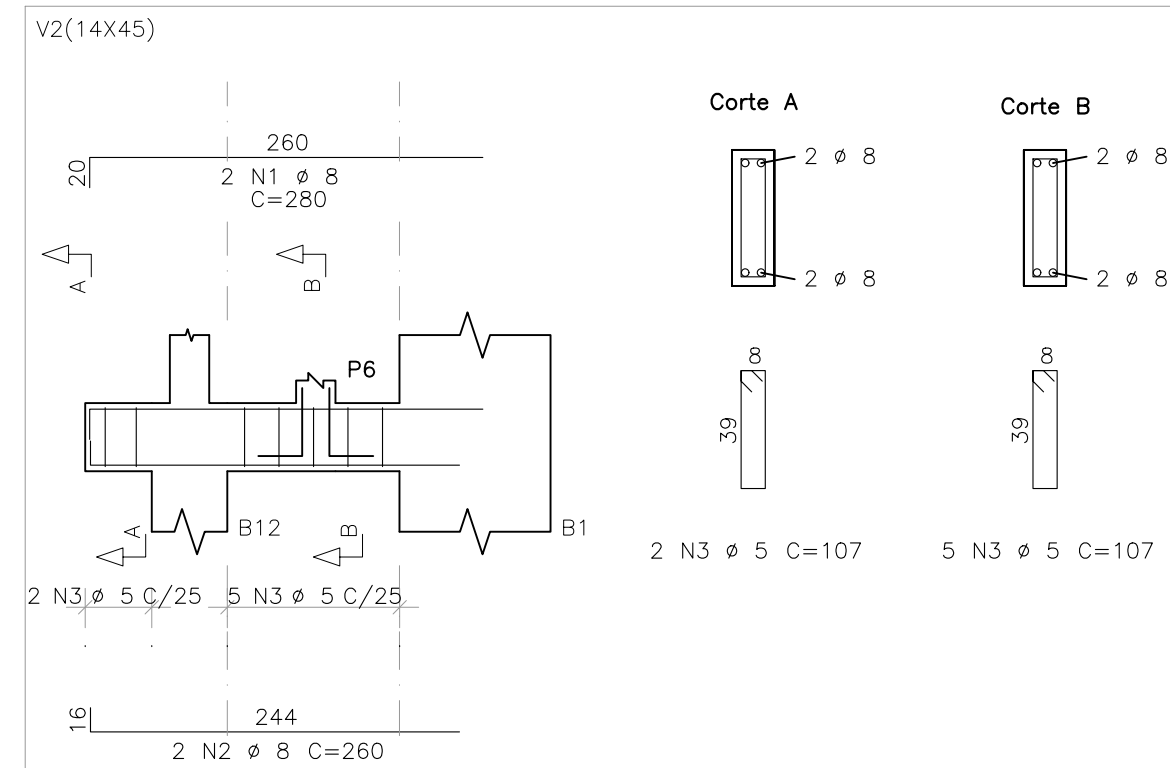 V2(14X45)
Corte A
Corte B
260
20
2 N1 ø 8
C=280
2 ø 8
2 ø 8
2 ø 8
2 ø 8
A
B
P6
8
8
39
39
A
B12
B
B1
2 N3 ø 5 C=107
5 N3 ø 5 C=107
2 N3 ø 5 C/25
5 N3 ø 5 C/25
16
244
2 N2 ø 8 C=260